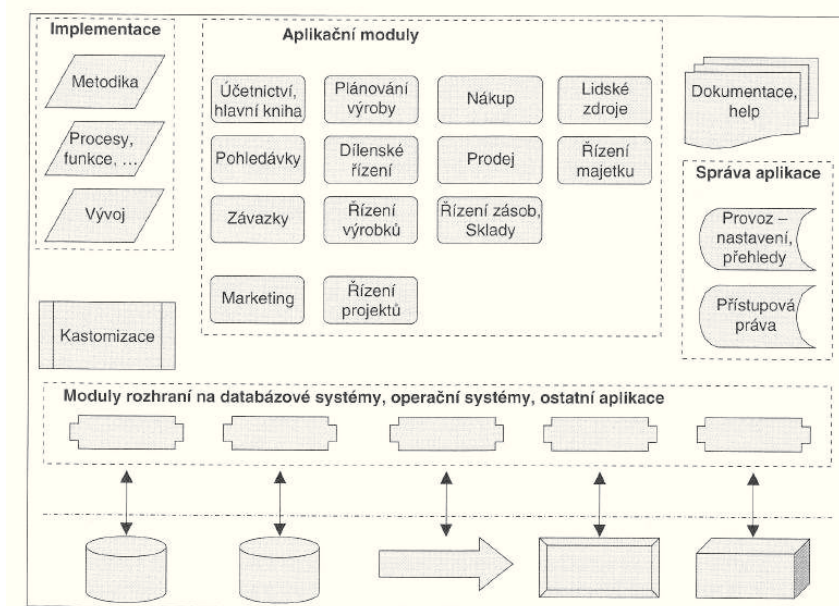 Implementace
Metodika
Procesy,
funkce, ...
Vývoj
Kastomizace
Aplikační moduly
Účetnictví,
hlavní kniha
Plánování
výroby
Nákup
Lidské
zdroje
Pohledávky
Dílenské
řízení
Prodej
Řízení
majetku
Závazky
Řízení
výrobků
Řízení zásob,
Sklady
Marketing
Řízení
projektů
Dokumentace,
help
Správa aplikace
Provoz –
nastavení,
přehledy
Přístupová
práva
Moduly rozhraní na databázové systémy, operační systémy, ostatní aplikace